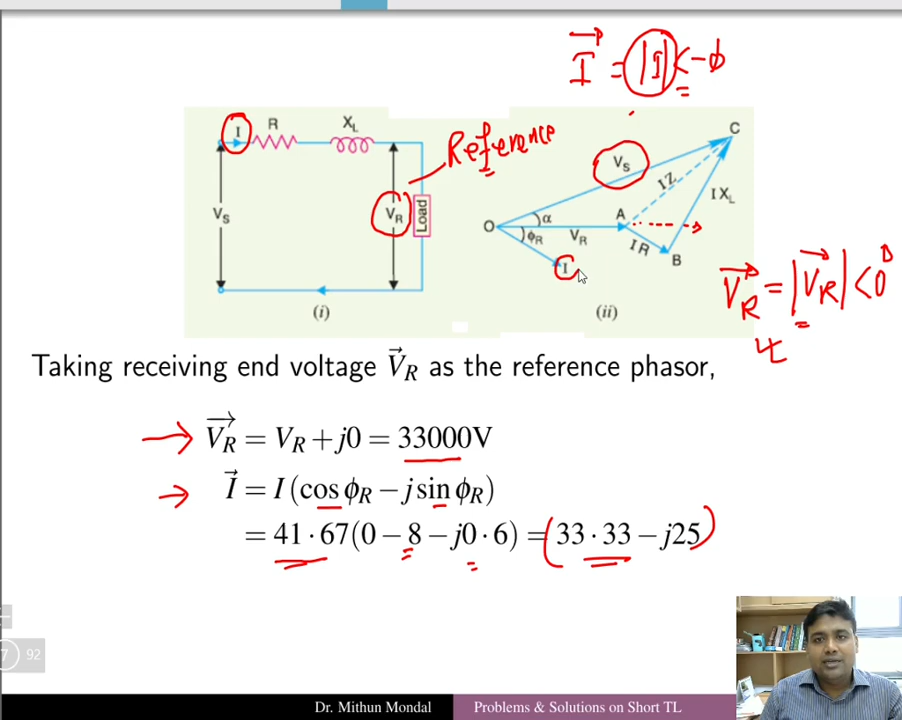 I⃗ = |I| ∠-ϕ
I R X_L
Reference
V_S V_R Load
(i)
C
V_S IZ IX_L
O α A
ϕ_R V_R IR B
I
(ii)
V⃗_R = |V⃗_R| <0°
Taking receiving end voltage V⃗_R as the reference phasor,
V⃗_R = V_R + j0 = 33000V
I⃗ = I (cos ϕ_R − j sin ϕ_R)
= 41·67(0 − 8 − j0·6) = (33·33 − j25)
7 92
Dr. Mithun Mondal Problems & Solutions on Short TL